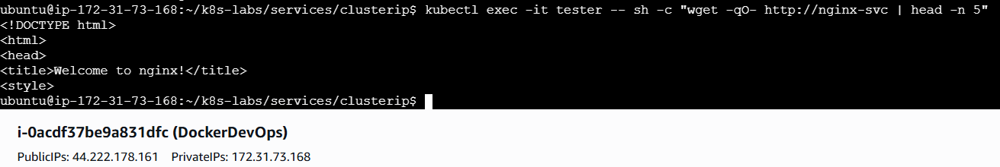 ubuntu@ip-172-31-73-168:~/k8s-labs/services/clusterip$ kubectl exec -it tester -- sh -c "wget -qO- http://nginx-svc | head -n 5"
<!DOCTYPE html>
<html>
<head>
<title>Welcome to nginx!</title>
<style>
ubuntu@ip-172-31-73-168:~/k8s-labs/services/clusterip$
i-0acdf37be9a831dfc (DockerDevOps)
PublicIPs: 44.222.178.161 PrivateIPs: 172.31.73.168